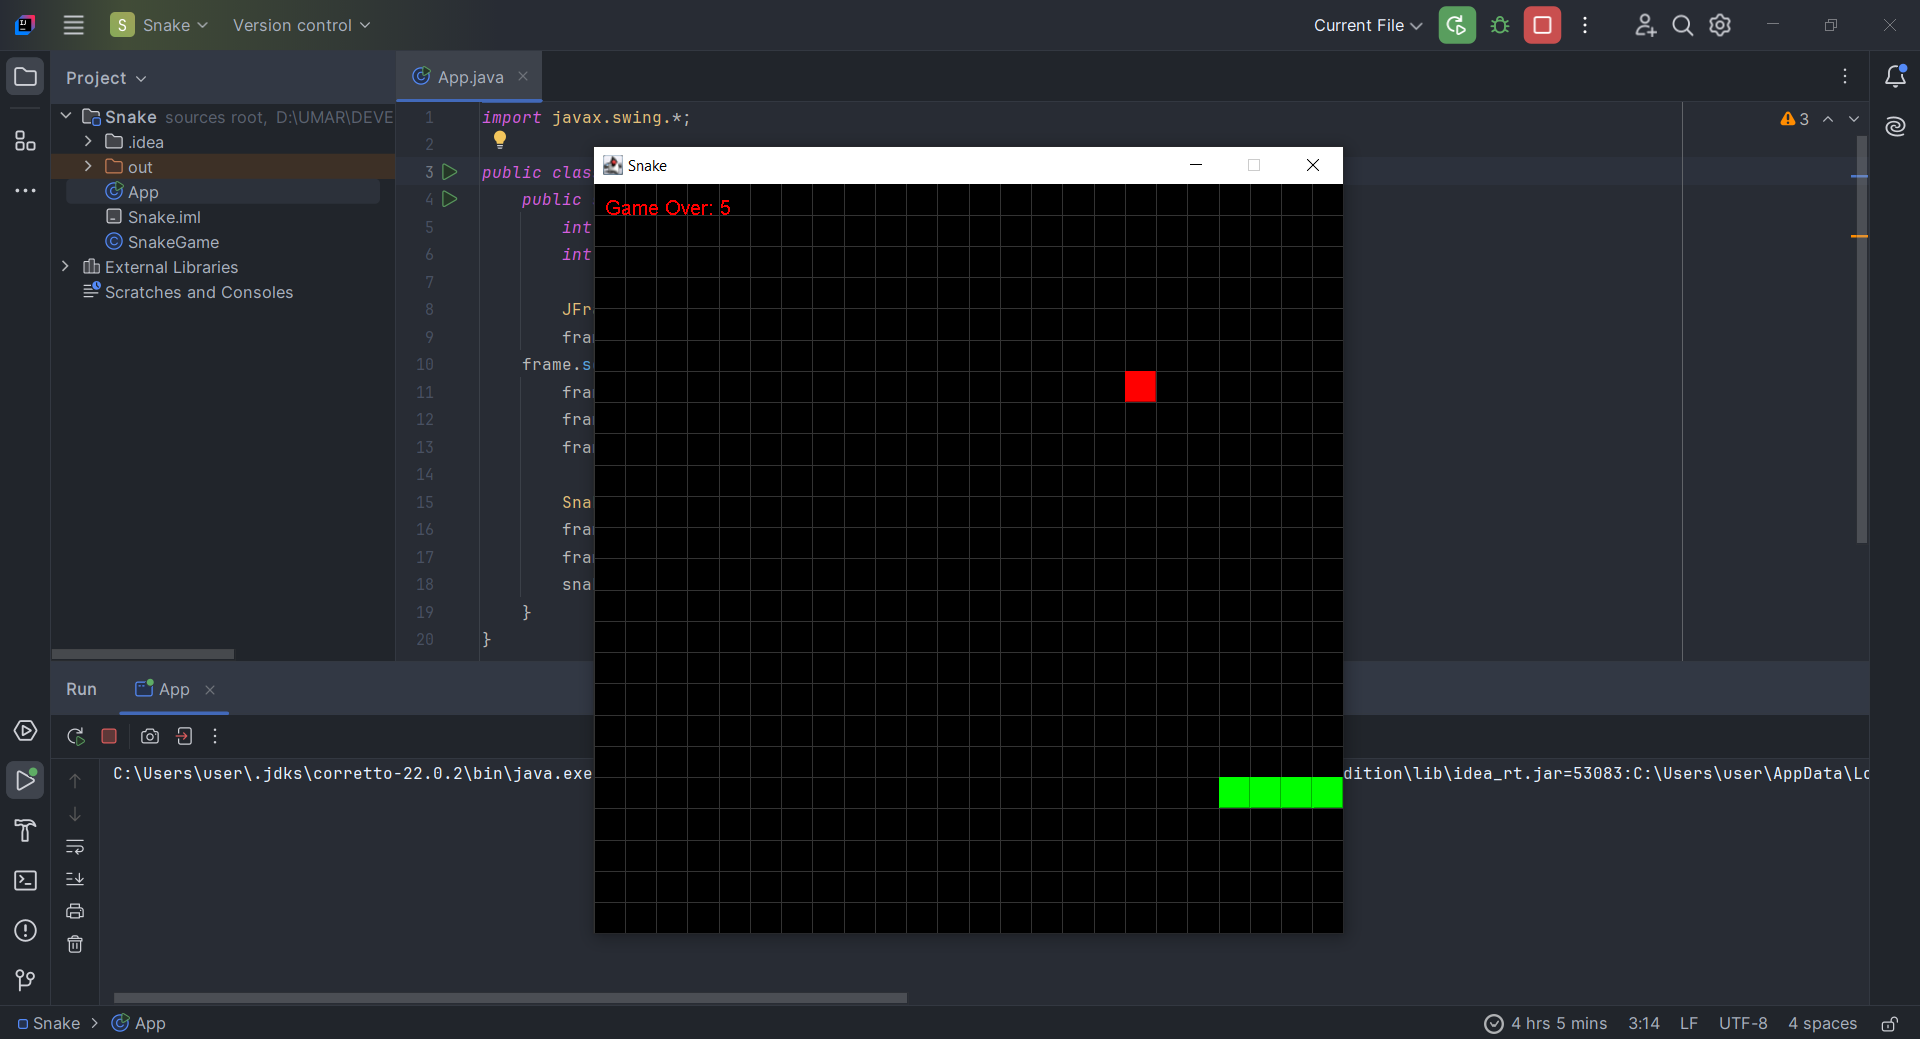 S Snake Version control Current File
Project
App.java
Snake sources root, D:\UMAR\DEVE
.idea
out
App
Snake.iml
SnakeGame
External Libraries
Scratches and Consoles
1 import javax.swing.*;
2
3 public clas
4 public
5 int
6 int
7
8 JFr
9 fra
10 frame.s
11 fra
12 fra
13 fra
14
15 Sna
16 fra
17 fra
18 sna
19 }
20 }
3
Snake
Game Over: 5
Run App
C:\Users\user\.jdks\corretto-22.0.2\bin\java.exe dition\lib\idea_rt.jar=53083:C:\Users\user\AppData\Lo
Snake > App 4 hrs 5 mins 3:14 LF UTF-8 4 spaces